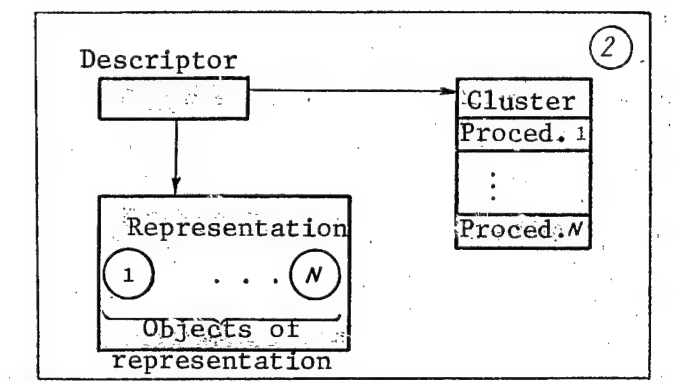 2
Descriptor
Cluster
Proced. 1
⋮
Proced. N
Representation
1 . . . N
Objects of
representation